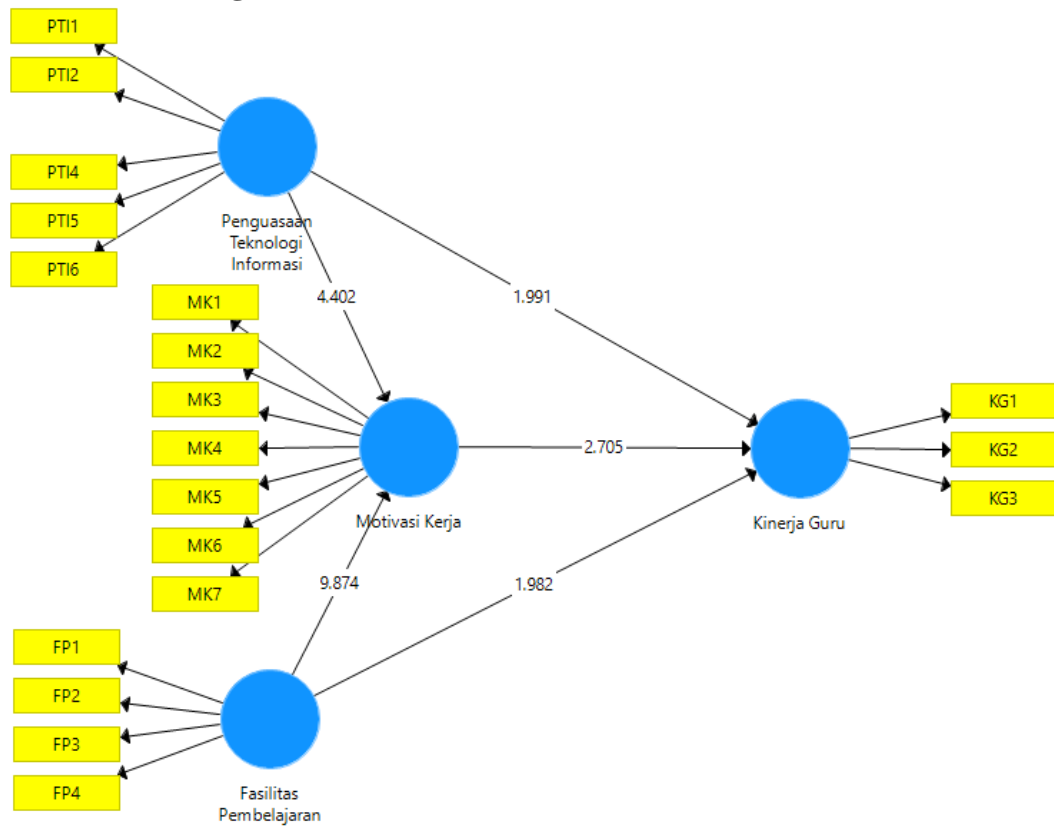 PTI1
PTI2
PTI4
PTI5
PTI6
Penguasaan
Teknologi
Informasi
4.402
1.991
MK1
MK2
MK3
MK4
MK5
MK6
MK7
Motivasi Kerja
2.705
Kinerja Guru
KG1
KG2
KG3
9.874
1.982
FP1
FP2
FP3
FP4
Fasilitas
Pembelajaran